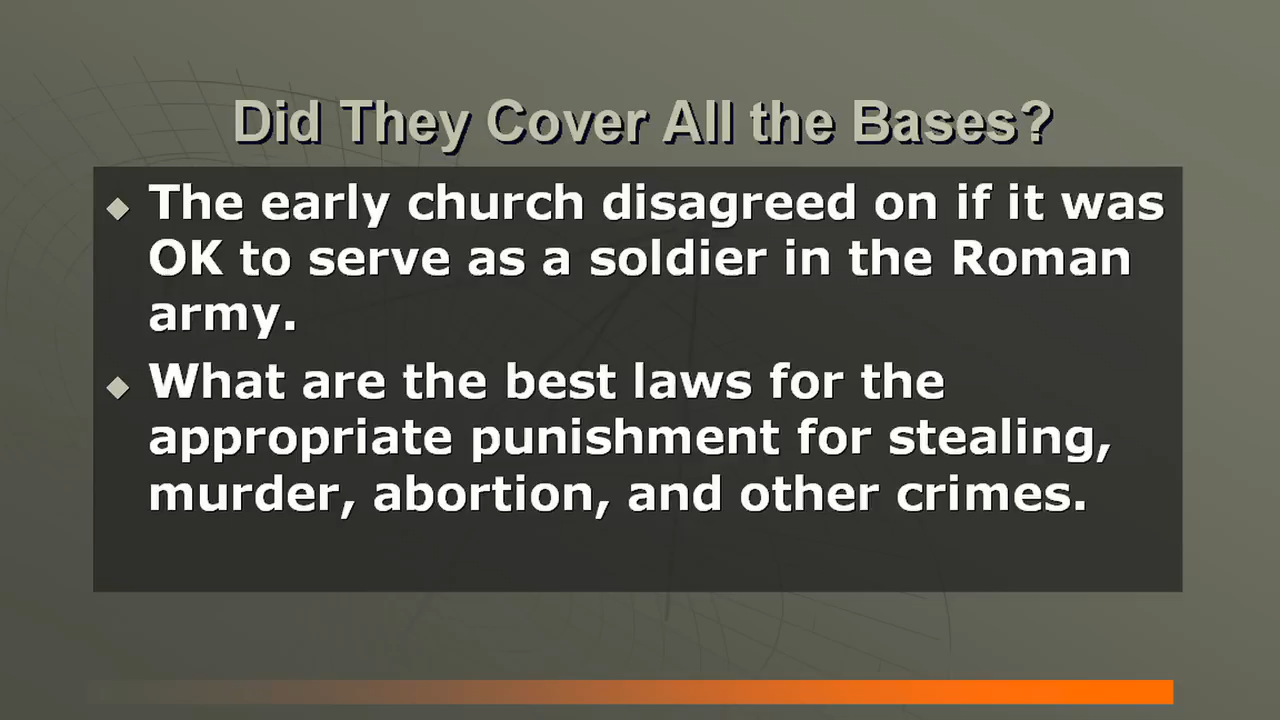 Did They Cover All the Bases?
The early church disagreed on if it was
OK to serve as a soldier in the Roman
army.
What are the best laws for the
appropriate punishment for stealing,
murder, abortion, and other crimes.